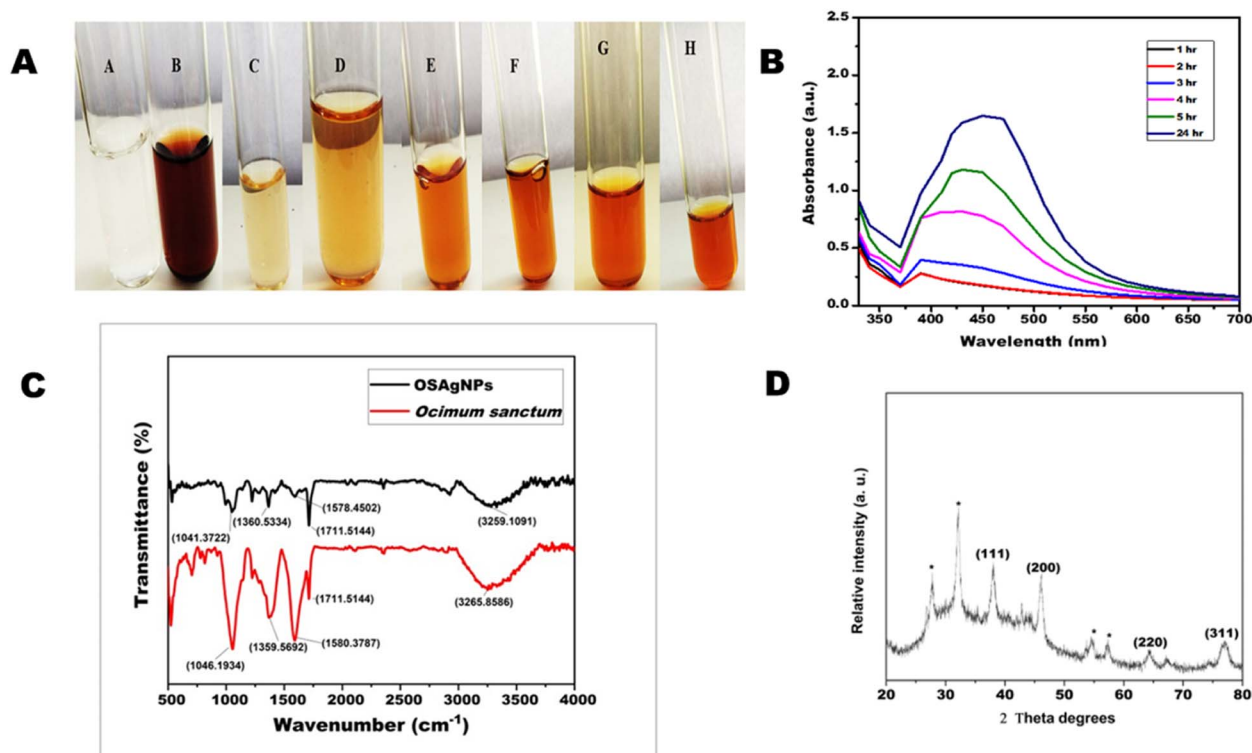 A
A
B
C
D
E
F
G
H
B
Absorbance (a.u.)
2.5
2.0
1.5
1.0
0.5
0.0
350
400
450
500
550
600
650
700
Wavelength (nm)
1 hr
2 hr
3 hr
4 hr
5 hr
24 hr
C
Transmittance (%)
OSAgNPs
Ocimum sanctum
(1041.3722)
(1360.5334)
(1578.4502)
(1711.5144)
(3259.1091)
(1046.1934)
(1359.5692)
(1580.3787)
(1711.5144)
(3265.8586)
500
1000
1500
2000
2500
3000
3500
4000
Wavenumber (cm⁻¹)
D
Relative intensity (a. u.)
*
*
(111)
(200)
*
*
(220)
(311)
20
30
40
50
60
70
80
2 Theta degrees